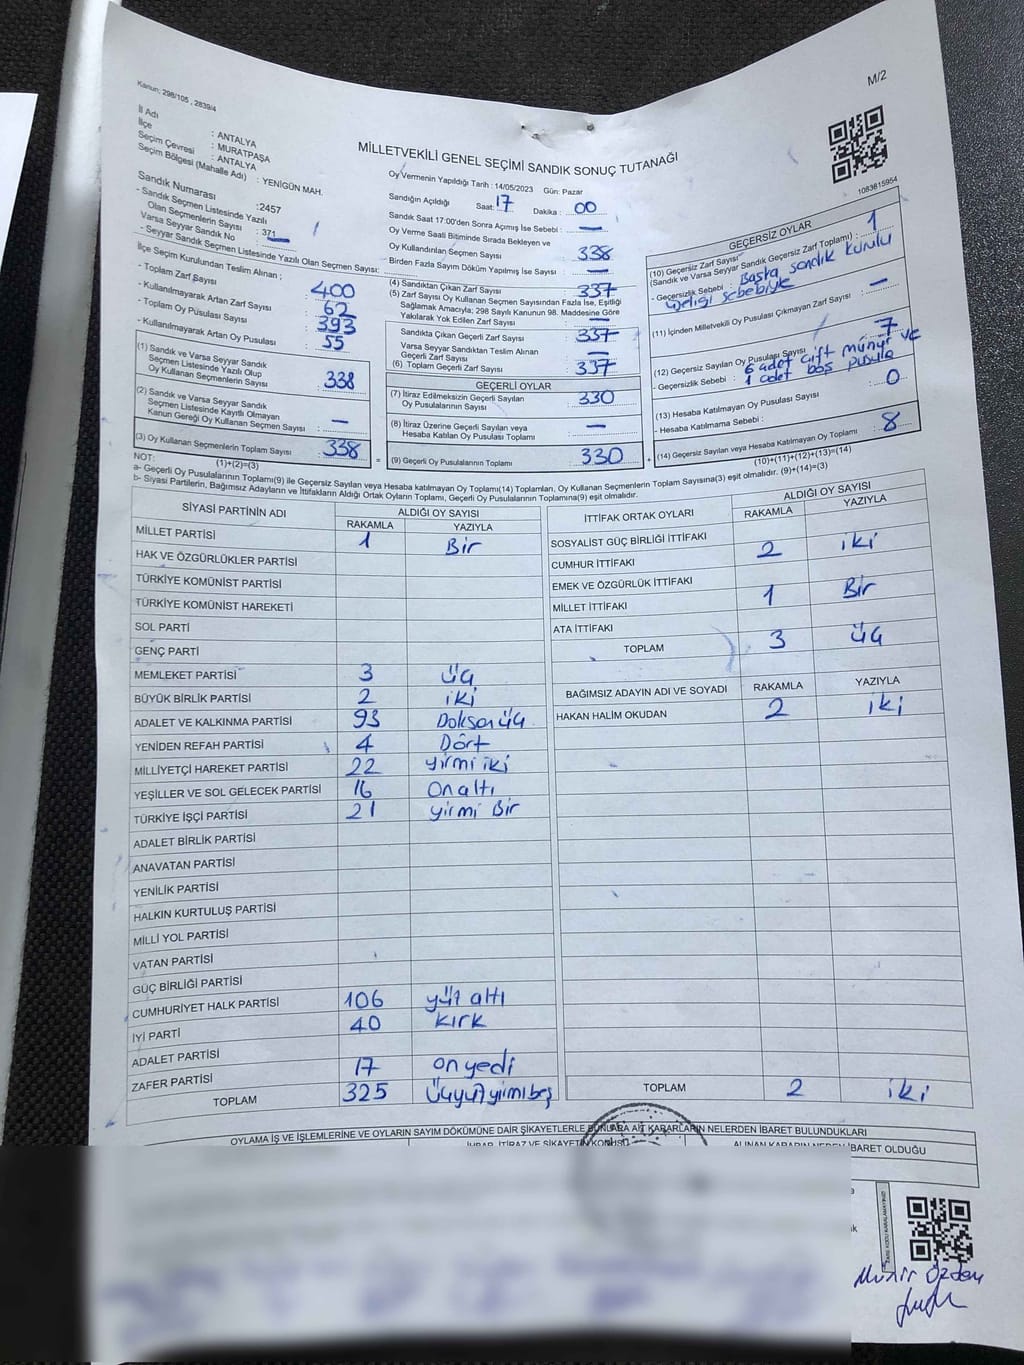 Kanun; 298/105 , 2839/4
M/2
İl Adı : ANTALYA
İlçe : MURATPAŞA
Seçim Çevresi : ANTALYA
Seçim Bölgesi (Mahalle Adı) : YENİGÜN MAH.
Sandık Numarası :2457
- Sandık Seçmen Listesinde Yazılı
Olan Seçmenlerin Sayısı : 371
Varsa Seyyar Sandık No
- Seyyar Sandık Seçmen Listesinde Yazılı Olan Seçmen Sayısı:
İlçe Seçim Kurulundan Teslim Alınan ;
- Toplam Zarf Sayısı 400
- Kullanılmayarak Artan Zarf Sayısı 62
- Toplam Oy Pusulası Sayısı 393
- Kullanılmayarak Artan Oy Pusulası 55
(1) Sandık ve Varsa Seyyar Sandık
Seçmen Listesinde Yazılı Olup
Oy Kullanan Seçmenlerin Sayısı : 338
(2) Sandık ve Varsa Seyyar Sandık
Seçmen Listesinde Kayıtlı Olmayan
Kanun Gereği Oy Kullanan Seçmen Sayısı : —
(3) Oy Kullanan Seçmenlerin Toplam Sayısı : 338
(1)+(2)=(3)
MİLLETVEKİLİ GENEL SEÇİMİ SANDIK SONUÇ TUTANAĞI
Oy Vermenin Yapıldığı Tarih : 14/05/2023 Gün: Pazar
Sandığın Açıldığı Saat: 17 Dakika : 00
Sandık Saat 17:00'den Sonra Açılmış İse Sebebi : —
Oy Verme Saati Bitiminde Sırada Bekleyen ve
Oy Kullandırılan Seçmen Sayısı : 338
Birden Fazla Sayım Döküm Yapılmış İse Sayısı : —
(4) Sandıktan Çıkan Zarf Sayısı : 337
(5) Zarf Sayısı Oy Kullanan Seçmen Sayısından Fazla İse, Eşitliği
Sağlamak Amacıyla; 298 Sayılı Kanunun 98. Maddesine Göre
Yakılarak Yok Edilen Zarf Sayısı : —
Sandıkta Çıkan Geçerli Zarf Sayısı : 337
Varsa Seyyar Sandıktan Teslim Alınan
Geçerli Zarf Sayısı : —
(6) Toplam Geçerli Zarf Sayısı : 337
GEÇERLİ OYLAR
(7) İtiraz Edilmeksizin Geçerli Sayılan
Oy Pusulalarının Sayısı : 330
(8) İtiraz Üzerine Geçerli Sayılan veya
Hesaba Katılan Oy Pusulası Toplamı : —
= (9) Geçerli Oy Pusulalarının Toplamı : 330
1083615954
GEÇERSİZ OYLAR
(10) Geçersiz Zarf Sayısı
(Sandık ve Varsa Seyyar Sandık Geçersiz Zarf Toplamı) : 1
- Geçersizlik Sebebi : Başka sandık kurulu
sebebiyle
(11) İçinden Milletvekili Oy Pusulası Çıkmayan Zarf Sayısı : —
(12) Geçersiz Sayılan Oy Pusulası Sayısı : 7
- Geçersizlik Sebebi : 6 adet çift mühür ve
1 adet boş pusula
(13) Hesaba Katılmayan Oy Pusulası Sayısı : 0
- Hesaba Katılmama Sebebi :
+ (14) Geçersiz Sayılan veya Hesaba Katılmayan Oy Toplamı : 8
(10)+(11)+(12)+(13)=(14)
NOT:
a- Geçerli Oy Pusulalarının Toplamı(9) ile Geçersiz Sayılan veya Hesaba katılmayan Oy Toplamı(14) Toplamları, Oy Kullanan Seçmenlerin Toplam Sayısına(3) eşit olmalıdır. (9)+(14)=(3)
b- Siyasi Partilerin, Bağımsız Adayların ve İttifakların Aldığı Ortak Oyların Toplamı, Geçerli Oy Pusulalarının Toplamına(9) eşit olmalıdır.
SİYASİ PARTİNİN ADI ALDIĞI OY SAYISI
RAKAMLA YAZIYLA
MİLLET PARTİSİ 1 Bir
HAK VE ÖZGÜRLÜKLER PARTİSİ
TÜRKİYE KOMÜNİST PARTİSİ
TÜRKİYE KOMÜNİST HAREKETİ
SOL PARTİ
GENÇ PARTİ
MEMLEKET PARTİSİ 3 üç
BÜYÜK BİRLİK PARTİSİ 2 iki
ADALET VE KALKINMA PARTİSİ 93 Doksan üç
YENİDEN REFAH PARTİSİ 4 Dört
MİLLİYETÇİ HAREKET PARTİSİ 22 yirmi iki
YEŞİLLER VE SOL GELECEK PARTİSİ 16 On altı
TÜRKİYE İŞÇİ PARTİSİ 21 yirmi Bir
ADALET BİRLİK PARTİSİ
ANAVATAN PARTİSİ
YENİLİK PARTİSİ
HALKIN KURTULUŞ PARTİSİ
MİLLİ YOL PARTİSİ
VATAN PARTİSİ
GÜÇ BİRLİĞİ PARTİSİ
CUMHURİYET HALK PARTİSİ 106 yüz altı
İYİ PARTİ 40 kırk
ADALET PARTİSİ
ZAFER PARTİSİ 17 on yedi
TOPLAM 325 üçyüzyirmibeş
İTTİFAK ORTAK OYLARI ALDIĞI OY SAYISI
RAKAMLA YAZIYLA
SOSYALİST GÜÇ BİRLİĞİ İTTİFAKI
CUMHUR İTTİFAKI 2 iki
EMEK VE ÖZGÜRLÜK İTTİFAKI
MİLLET İTTİFAKI 1 Bir
ATA İTTİFAKI
TOPLAM 3 üç
BAĞIMSIZ ADAYIN ADI VE SOYADI RAKAMLA YAZIYLA
HAKAN HALİM OKUDAN 2 iki
TOPLAM 2 iki
OYLAMA İŞ VE İŞLEMLERİNE VE OYLARIN SAYIM DÖKÜMÜNE DAİR ŞİKAYETLERLE BUNLARA AİT KARARLARIN NELERDEN İBARET BULUNDUKLARI
İHBAR, İTİRAZ VE ŞİKAYETİN KONUSU ALINAN KARARIN NEDEN İBARET OLDUĞU
Münir Özden